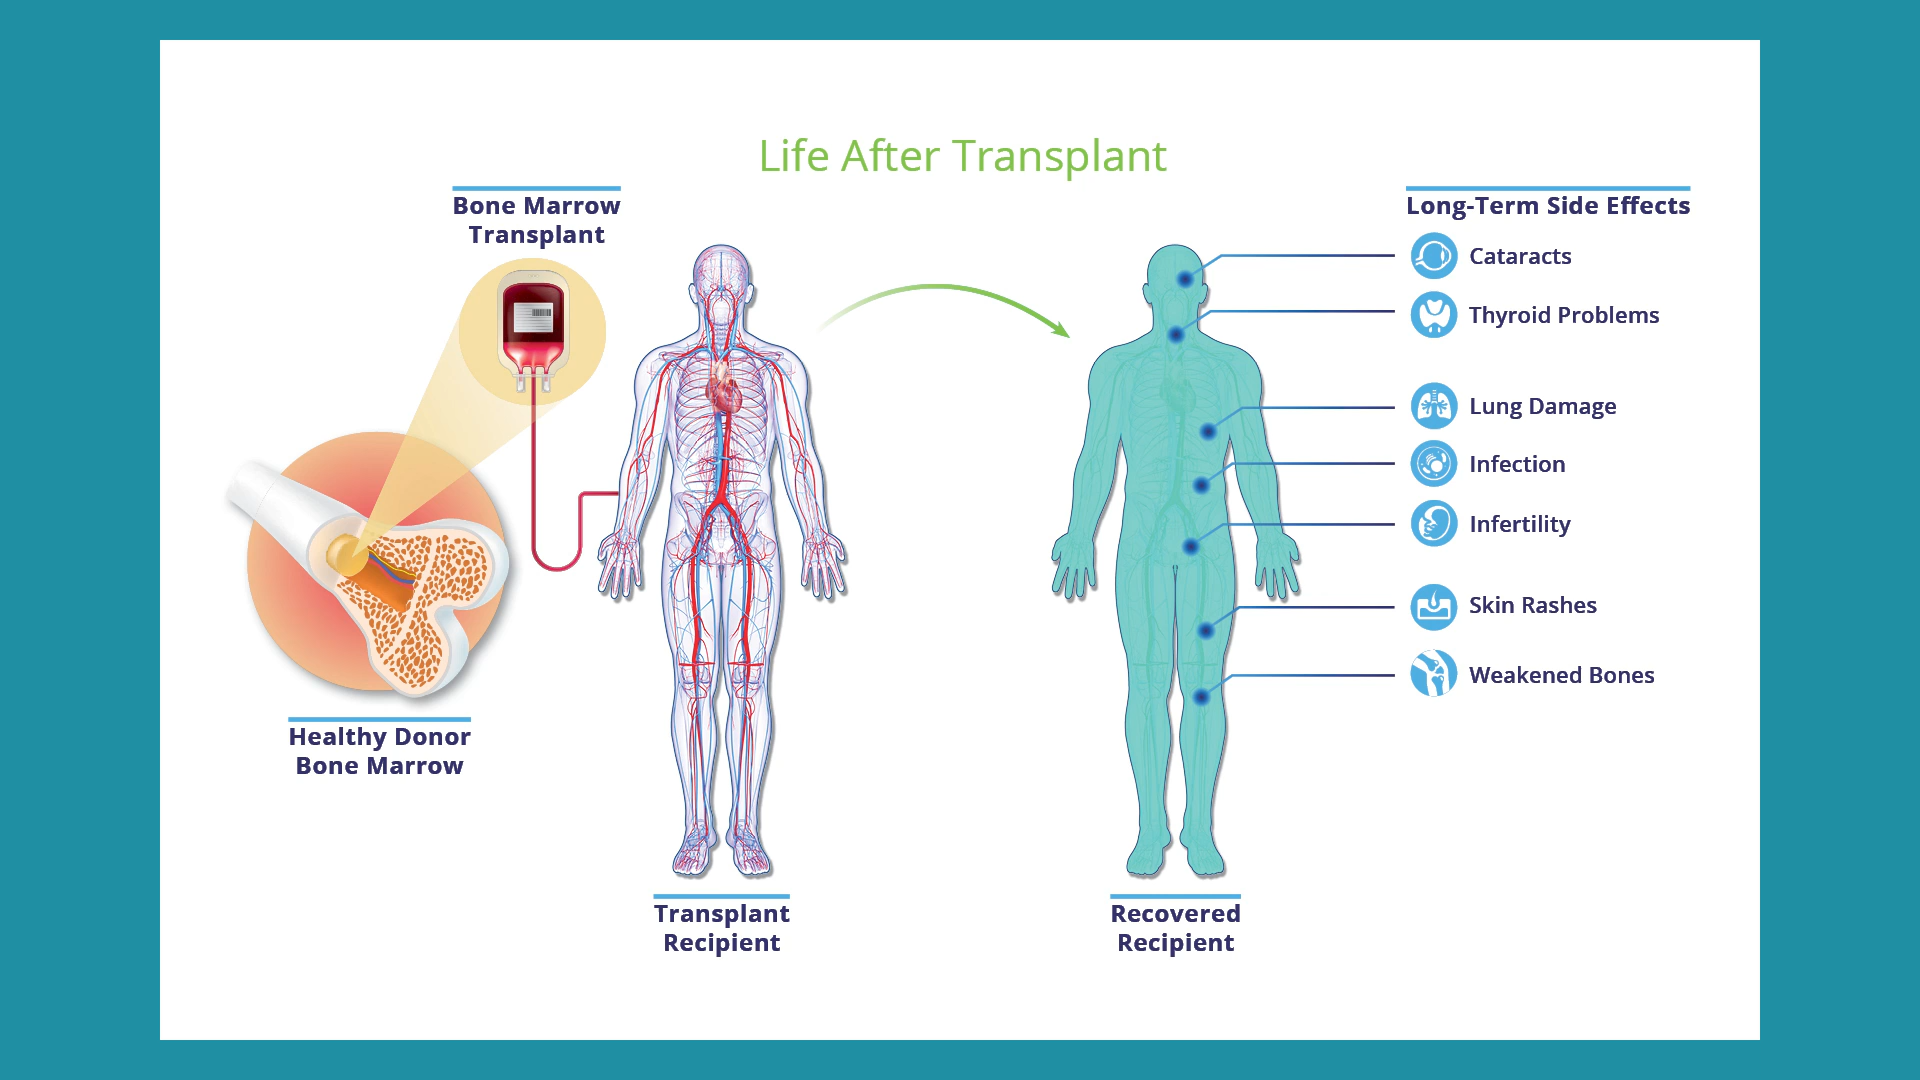 Life After Transplant
Bone Marrow
Transplant
Healthy Donor
Bone Marrow
Transplant
Recipient
Recovered
Recipient
Long-Term Side Effects
Cataracts
Thyroid Problems
Lung Damage
Infection
Infertility
Skin Rashes
Weakened Bones